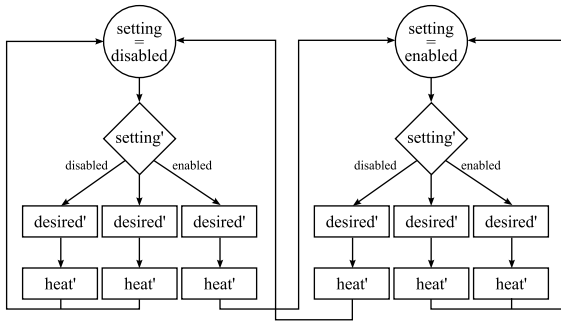 setting
=
disabled
setting'
disabled
enabled
desired'
desired'
desired'
heat'
heat'
heat'
setting
=
enabled
setting'
disabled
enabled
desired'
desired'
desired'
heat'
heat'
heat'